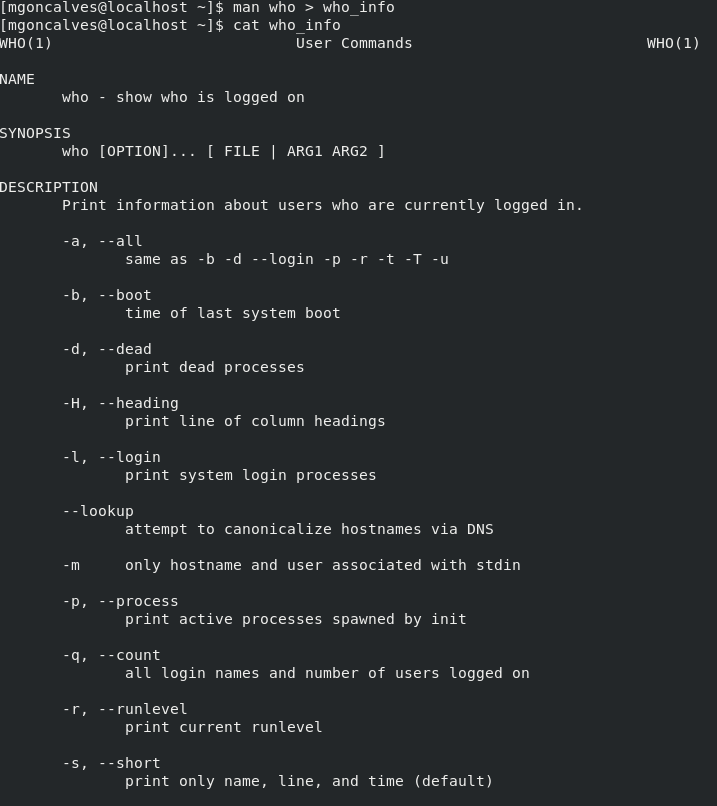 [mgoncalves@localhost ~]$ man who > who_info
[mgoncalves@localhost ~]$ cat who_info
WHO(1)                           User Commands                          WHO(1)

NAME
       who - show who is logged on

SYNOPSIS
       who [OPTION]... [ FILE | ARG1 ARG2 ]

DESCRIPTION
       Print information about users who are currently logged in.

       -a, --all
              same as -b -d --login -p -r -t -T -u

       -b, --boot
              time of last system boot

       -d, --dead
              print dead processes

       -H, --heading
              print line of column headings

       -l, --login
              print system login processes

       --lookup
              attempt to canonicalize hostnames via DNS

       -m     only hostname and user associated with stdin

       -p, --process
              print active processes spawned by init

       -q, --count
              all login names and number of users logged on

       -r, --runlevel
              print current runlevel

       -s, --short
              print only name, line, and time (default)